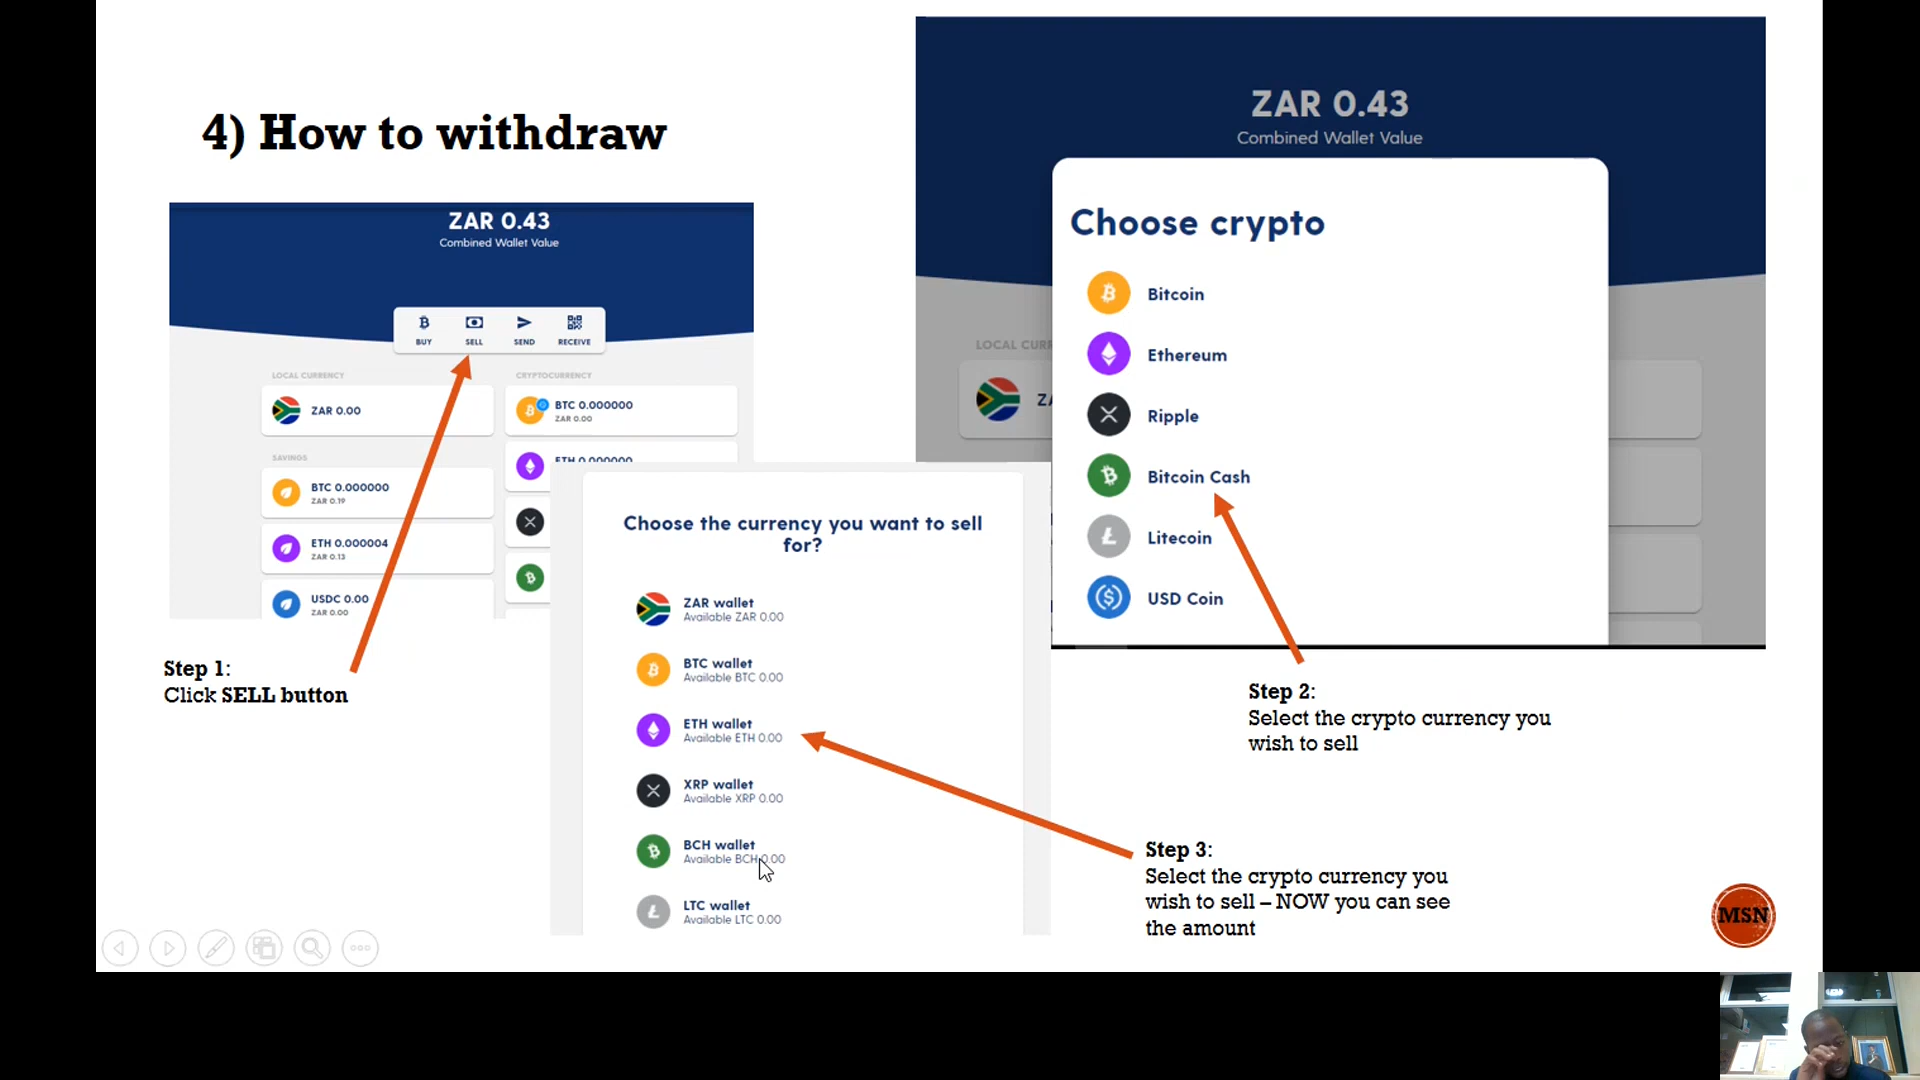 4) How to withdraw
ZAR 0.43
Combined Wallet Value
BUY
SELL
SEND
RECEIVE
LOCAL CURRENCY
ZAR 0.00
SAVINGS
BTC 0.000000
ZAR 0.19
ETH 0.000004
ZAR 0.13
USDC 0.00
ZAR 0.00
CRYPTOCURRENCY
BTC 0.000000
ZAR 0.00
ETH 0.000000
Step 1:
Click SELL button
ZAR 0.43
Combined Wallet Value
LOCAL CURR
Choose crypto
Bitcoin
Ethereum
Ripple
Bitcoin Cash
Litecoin
USD Coin
Step 2:
Select the crypto currency you
wish to sell
Choose the currency you want to sell
for?
ZAR wallet
Available ZAR 0.00
BTC wallet
Available BTC 0.00
ETH wallet
Available ETH 0.00
XRP wallet
Available XRP 0.00
BCH wallet
Available BCH 0.00
LTC wallet
Available LTC 0.00
Step 3:
Select the crypto currency you
wish to sell – NOW you can see
the amount
MSN